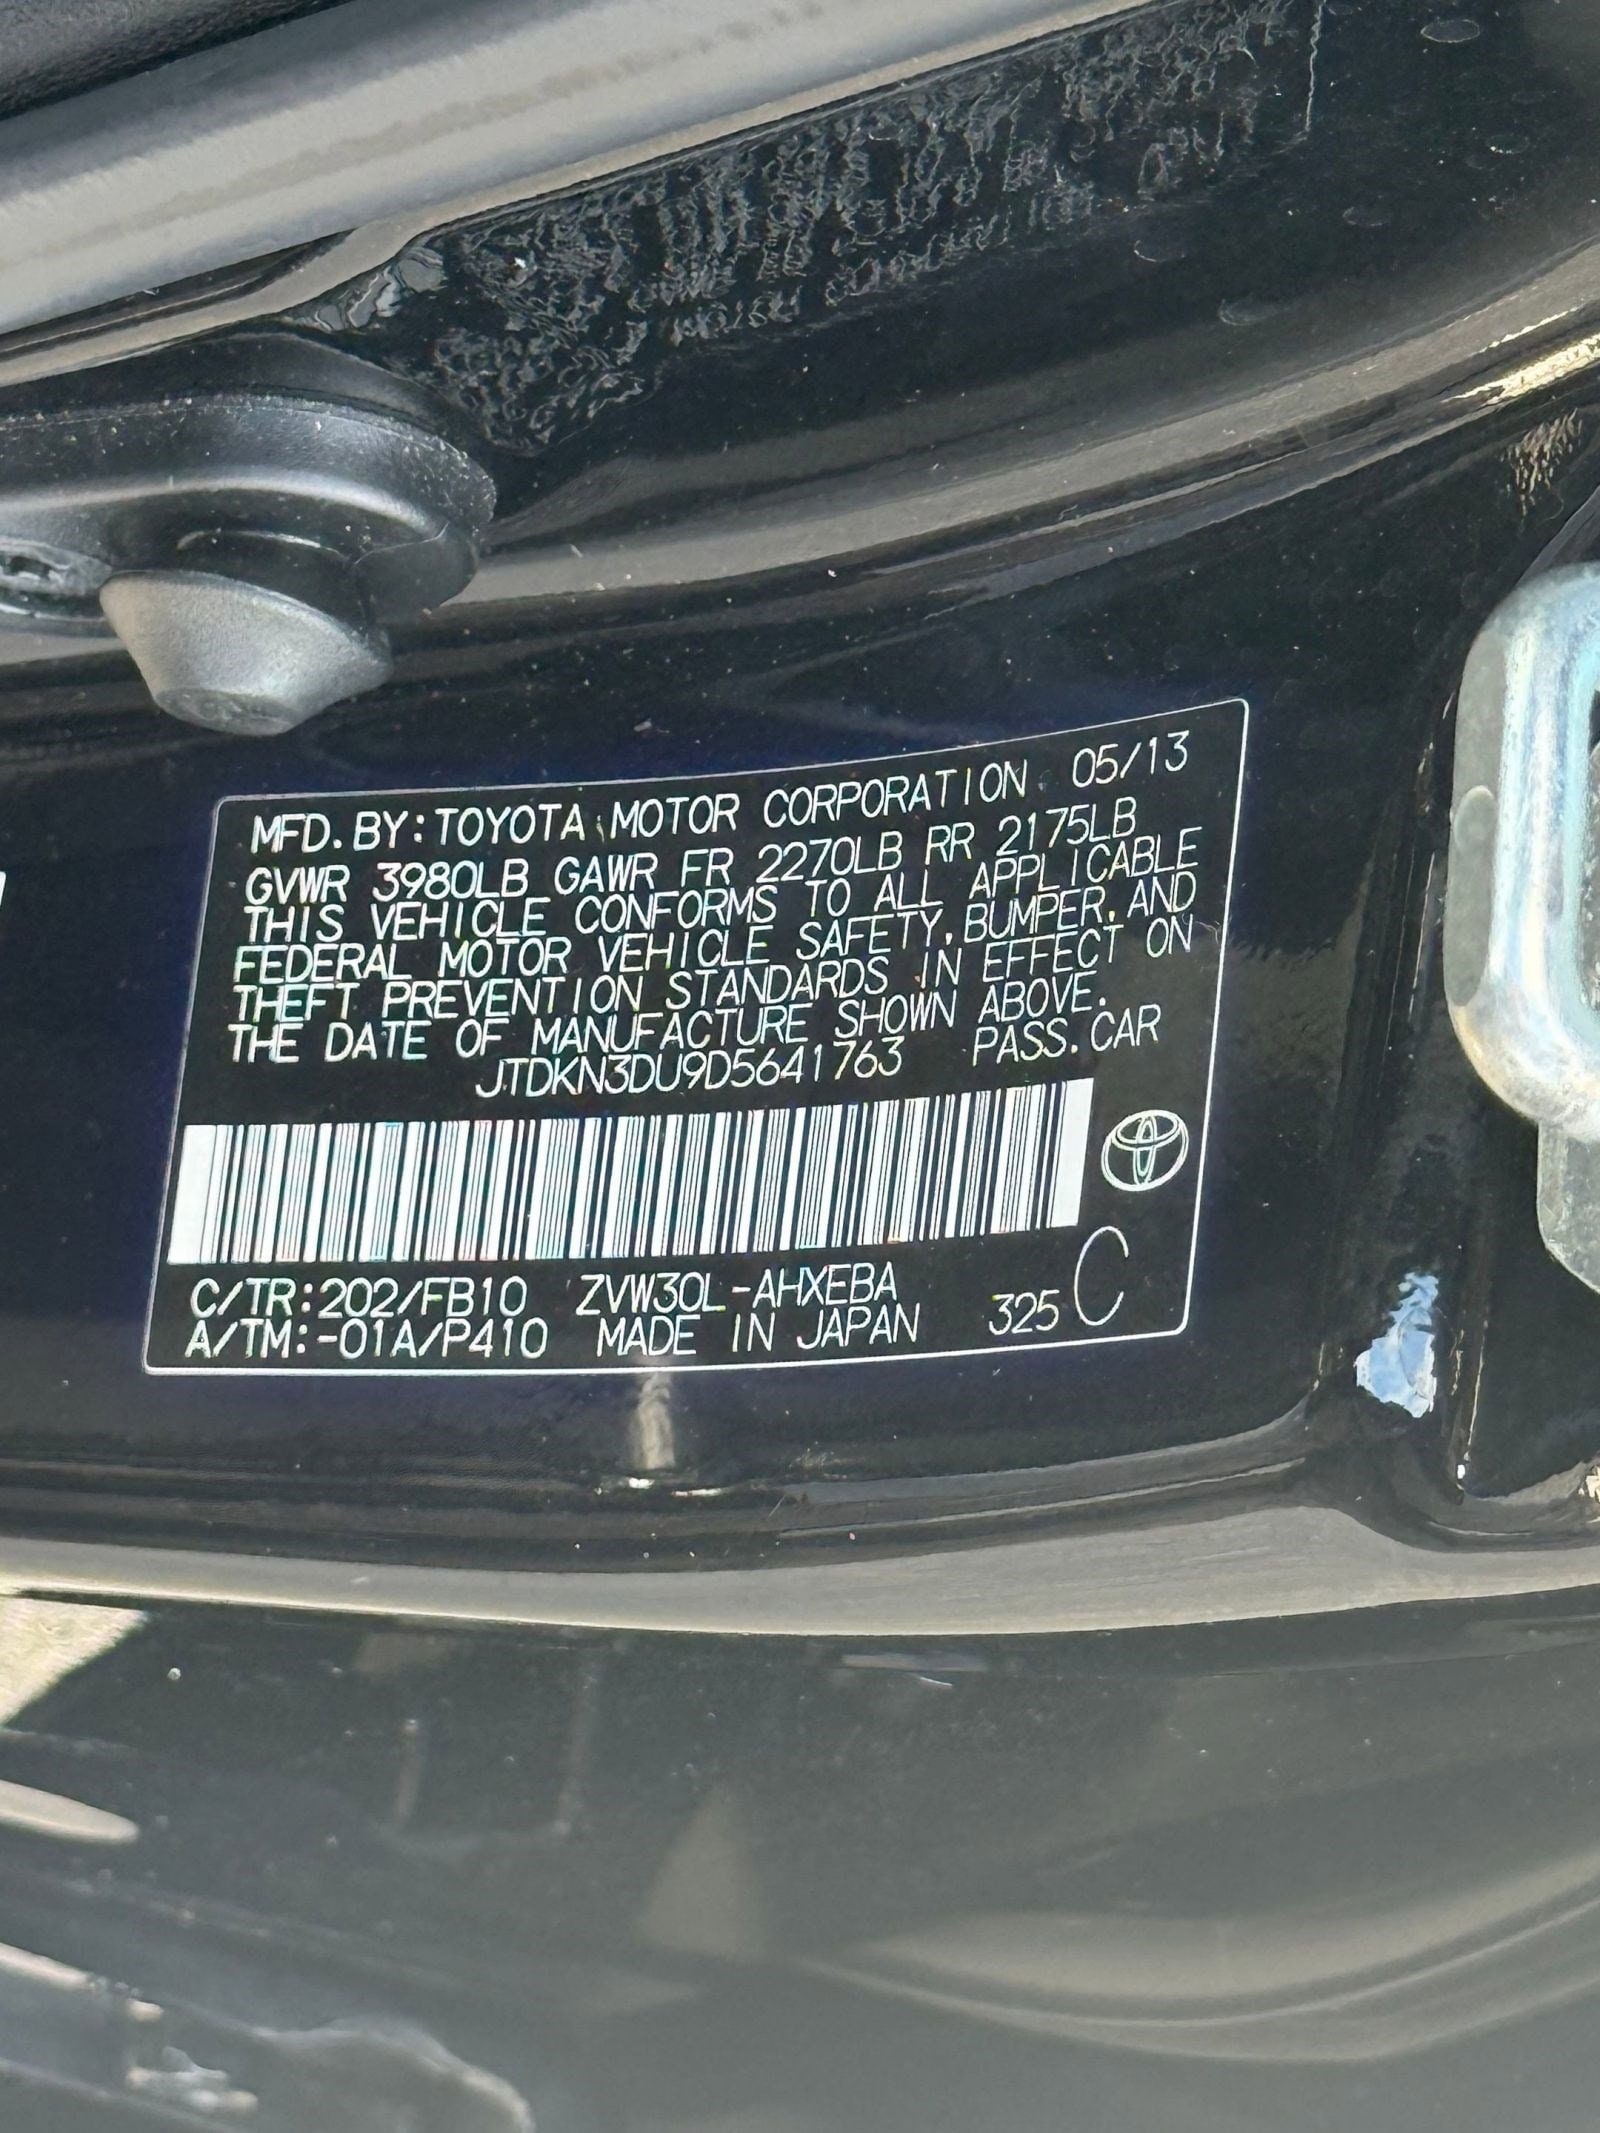 MFD. BY: TOYOTA MOTOR CORPORATION 05/13
GVWR 3980LB GAWR FR 2270LB RR 2175LB
THIS VEHICLE CONFORMS TO ALL APPLICABLE
FEDERAL MOTOR VEHICLE SAFETY, BUMPER, AND
THEFT PREVENTION STANDARDS IN EFFECT ON
THE DATE OF MANUFACTURE SHOWN ABOVE.
JTDKN3DU9D5641763 PASS. CAR
C/TR:202/FB10 ZVW30L-AHXEBA
A/TM:-01A/P410 MADE IN JAPAN 325 C